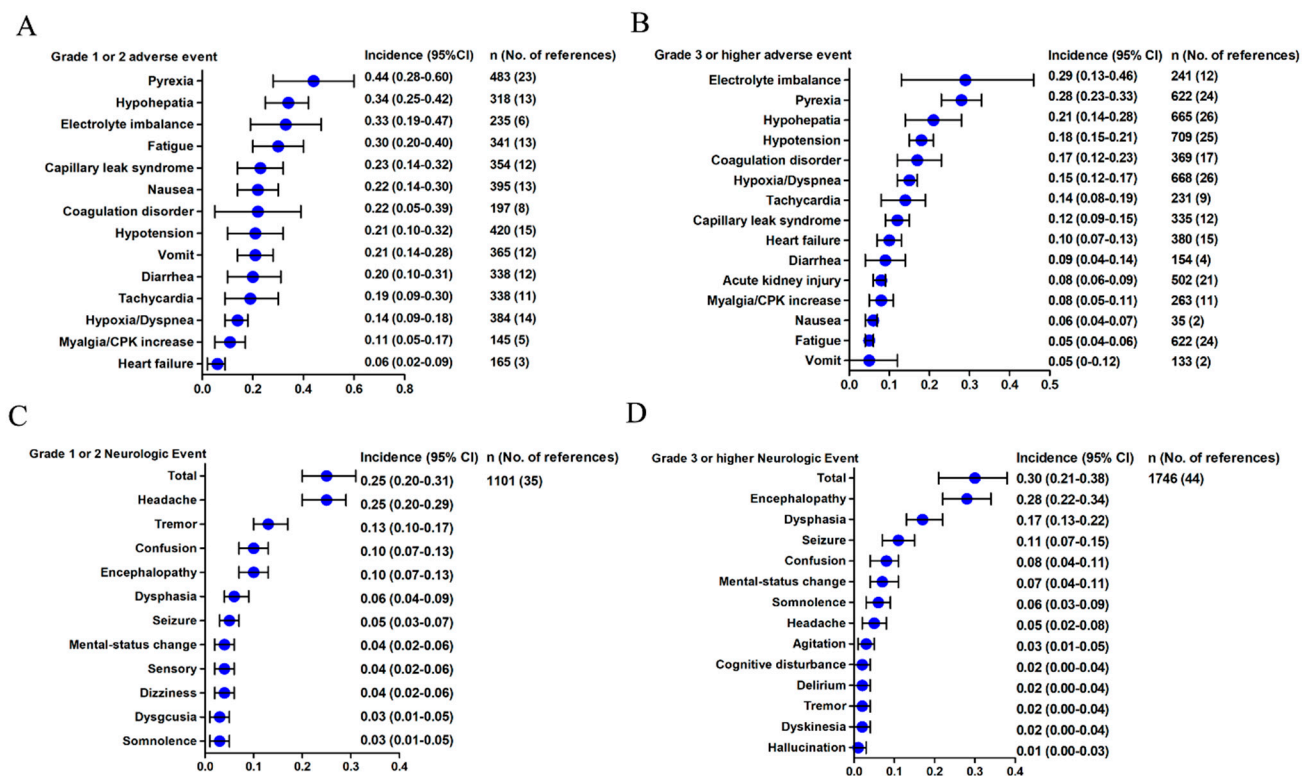 A
Grade 1 or 2 adverse event Incidence (95%CI) n (No. of references)
Pyrexia 0.44 (0.28-0.60) 483 (23)
Hypohepatia 0.34 (0.25-0.42) 318 (13)
Electrolyte imbalance 0.33 (0.19-0.47) 235 (6)
Fatigue 0.30 (0.20-0.40) 341 (13)
Capillary leak syndrome 0.23 (0.14-0.32) 354 (12)
Nausea 0.22 (0.14-0.30) 395 (13)
Coagulation disorder 0.22 (0.05-0.39) 197 (8)
Hypotension 0.21 (0.10-0.32) 420 (15)
Vomit 0.21 (0.14-0.28) 365 (12)
Diarrhea 0.20 (0.10-0.31) 338 (12)
Tachycardia 0.19 (0.09-0.30) 338 (11)
Hypoxia/Dyspnea 0.14 (0.09-0.18) 384 (14)
Myalgia/CPK increase 0.11 (0.05-0.17) 145 (5)
Heart failure 0.06 (0.02-0.09) 165 (3)
0.0 0.2 0.4 0.6 0.8
B
Grade 3 or higher adverse event Incidence (95%CI) n (No. of references)
Electrolyte imbalance 0.29 (0.13-0.46) 241 (12)
Pyrexia 0.28 (0.23-0.33) 622 (24)
Hypohepatia 0.21 (0.14-0.28) 665 (26)
Hypotension 0.18 (0.15-0.21) 709 (25)
Coagulation disorder 0.17 (0.12-0.23) 369 (17)
Hypoxia/Dyspnea 0.15 (0.12-0.17) 668 (26)
Tachycardia 0.14 (0.08-0.19) 231 (9)
Capillary leak syndrome 0.12 (0.09-0.15) 335 (12)
Heart failure 0.10 (0.07-0.13) 380 (15)
Diarrhea 0.09 (0.04-0.14) 154 (4)
Acute kidney injury 0.08 (0.06-0.09) 502 (21)
Myalgia/CPK increase 0.08 (0.05-0.11) 263 (11)
Nausea 0.06 (0.04-0.07) 35 (2)
Fatigue 0.05 (0.04-0.06) 622 (24)
Vomit 0.05 (0-0.12) 133 (2)
0.0 0.1 0.2 0.3 0.4 0.5
C
Grade 1 or 2 Neurologic Event Incidence (95% CI) n (No. of references)
Total 0.25 (0.20-0.31) 1101 (35)
Headache 0.25 (0.20-0.29)
Tremor 0.13 (0.10-0.17)
Confusion 0.10 (0.07-0.13)
Encephalopathy 0.10 (0.07-0.13)
Dysphasia 0.06 (0.04-0.09)
Seizure 0.05 (0.03-0.07)
Mental-status change 0.04 (0.02-0.06)
Sensory 0.04 (0.02-0.06)
Dizziness 0.04 (0.02-0.06)
Dysgcusia 0.03 (0.01-0.05)
Somnolence 0.03 (0.01-0.05)
0.0 0.1 0.2 0.3 0.4
D
Grade 3 or higher Neurologic Event Incidence (95% CI) n (No. of references)
Total 0.30 (0.21-0.38) 1746 (44)
Encephalopathy 0.28 (0.22-0.34)
Dysphasia 0.17 (0.13-0.22)
Seizure 0.11 (0.07-0.15)
Confusion 0.08 (0.04-0.11)
Mental-status change 0.07 (0.04-0.11)
Somnolence 0.06 (0.03-0.09)
Headache 0.05 (0.02-0.08)
Agitation 0.03 (0.01-0.05)
Cognitive disturbance 0.02 (0.00-0.04)
Delirium 0.02 (0.00-0.04)
Tremor 0.02 (0.00-0.04)
Dyskinesia 0.02 (0.00-0.04)
Hallucination 0.01 (0.00-0.03)
0.0 0.1 0.2 0.3 0.4